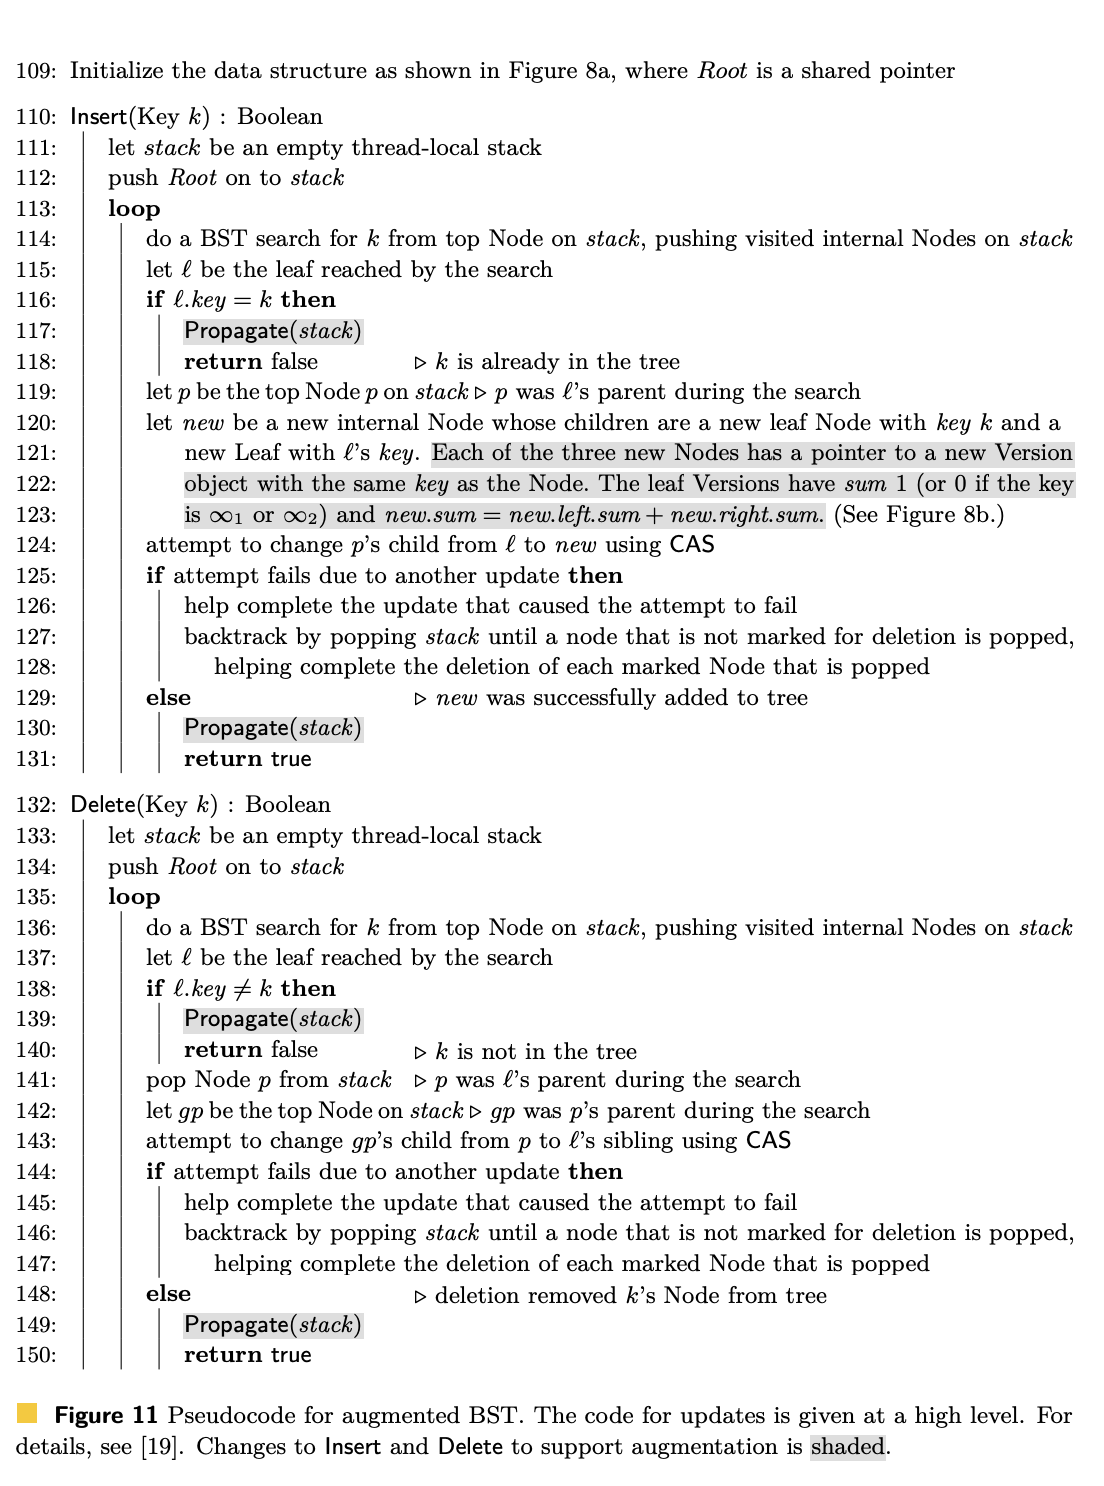 109: Initialize the data structure as shown in Figure 8a, where Root is a shared pointer
110: Insert(Key k) : Boolean
111: let stack be an empty thread-local stack
112: push Root on to stack
113: loop
114: do a BST search for k from top Node on stack, pushing visited internal Nodes on stack
115: let ℓ be the leaf reached by the search
116: if ℓ.key = k then
117: Propagate(stack)
118: return false ▷ k is already in the tree
119: let p be the top Node p on stack ▷ p was ℓ's parent during the search
120: let new be a new internal Node whose children are a new leaf Node with key k and a
121: new Leaf with ℓ's key. Each of the three new Nodes has a pointer to a new Version
122: object with the same key as the Node. The leaf Versions have sum 1 (or 0 if the key
123: is ∞₁ or ∞₂) and new.sum = new.left.sum + new.right.sum. (See Figure 8b.)
124: attempt to change p's child from ℓ to new using CAS
125: if attempt fails due to another update then
126: help complete the update that caused the attempt to fail
127: backtrack by popping stack until a node that is not marked for deletion is popped,
128: helping complete the deletion of each marked Node that is popped
129: else ▷ new was successfully added to tree
130: Propagate(stack)
131: return true
132: Delete(Key k) : Boolean
133: let stack be an empty thread-local stack
134: push Root on to stack
135: loop
136: do a BST search for k from top Node on stack, pushing visited internal Nodes on stack
137: let ℓ be the leaf reached by the search
138: if ℓ.key ≠ k then
139: Propagate(stack)
140: return false ▷ k is not in the tree
141: pop Node p from stack ▷ p was ℓ's parent during the search
142: let gp be the top Node on stack ▷ gp was p's parent during the search
143: attempt to change gp's child from p to ℓ's sibling using CAS
144: if attempt fails due to another update then
145: help complete the update that caused the attempt to fail
146: backtrack by popping stack until a node that is not marked for deletion is popped,
147: helping complete the deletion of each marked Node that is popped
148: else ▷ deletion removed k's Node from tree
149: Propagate(stack)
150: return true
Figure 11 Pseudocode for augmented BST. The code for updates is given at a high level. For
details, see [19]. Changes to Insert and Delete to support augmentation is shaded.